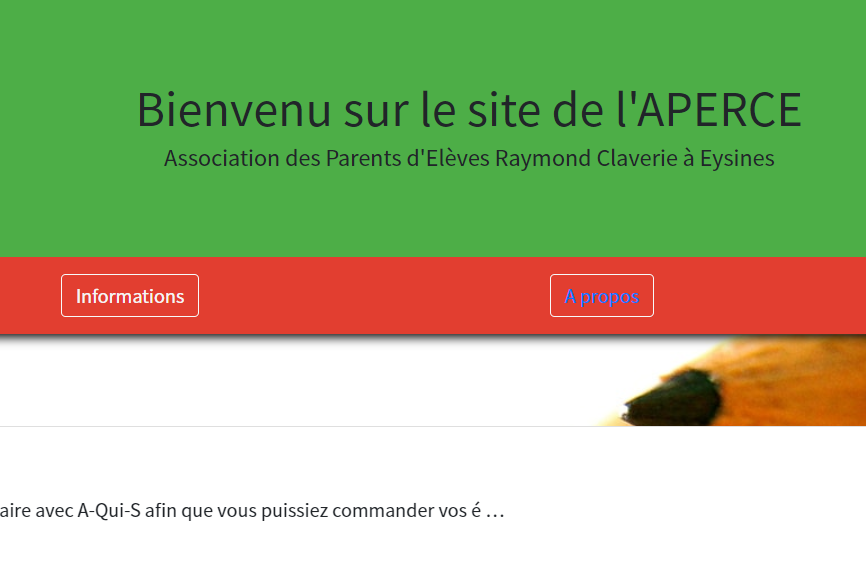 Bienvenu sur le site de l'APERCE
Association des Parents d'Elèves Raymond Claverie à Eysines
Informations
A propos
aire avec A-Qui-S afin que vous puissiez commander vos é …